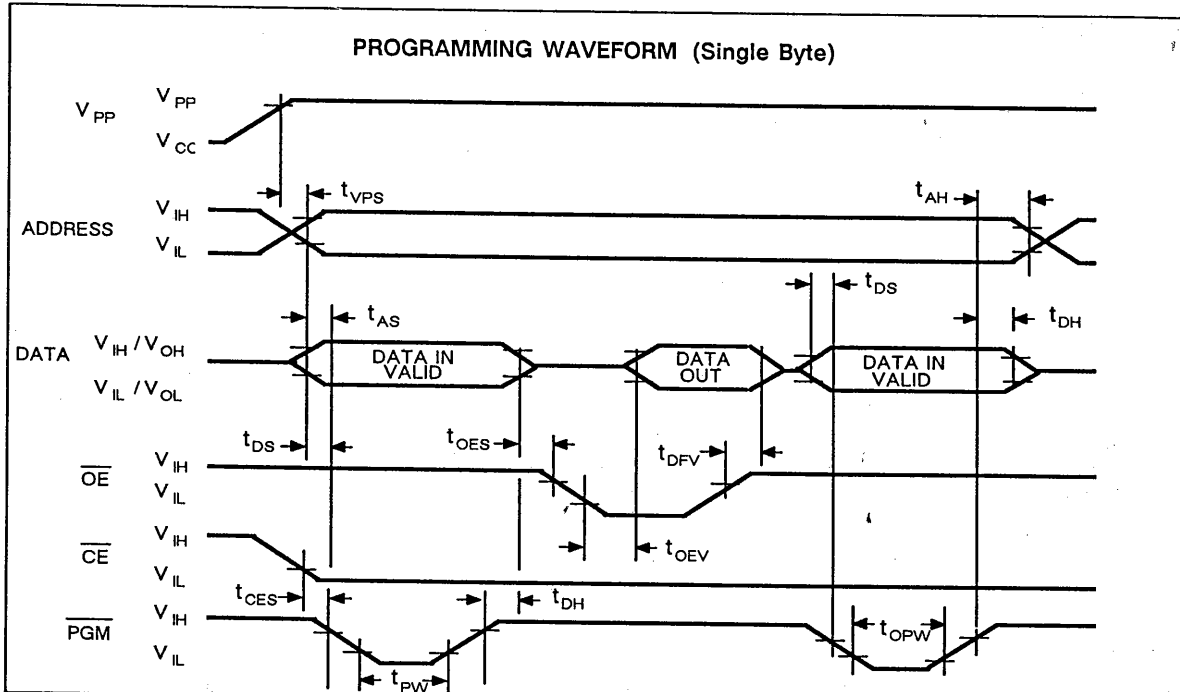 PROGRAMMING WAVEFORM (Single Byte)
V PP
V PP
V CC
t VPS
t AH
ADDRESS
V IH
V IL
t DS
t AS
t DH
DATA
V IH / V OH
V IL / V OL
DATA IN VALID
DATA OUT
DATA IN VALID
t DS
t OES
t DFV
OE
V IH
V IL
t OEV
CE
V IH
V IL
t CES
t DH
PGM
V IH
V IL
t PW
t OPW